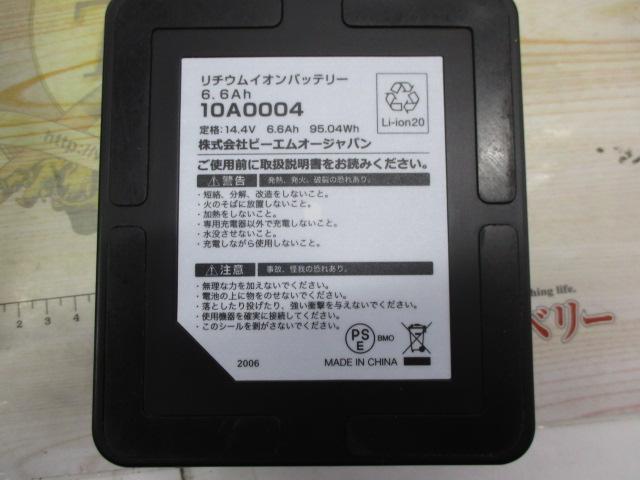 リチウムイオンバッテリー
6.6Ah
10A0004
Li-ion20
定格:14.4V 6.6Ah 95.04Wh
株式会社ビーエムオージャパン
ご使用前に取扱説明書をお読みください。
⚠警告 発熱、発火、破裂の恐れあり。
・短絡、分解、改造をしないこと。
・火のそばに放置しないこと。
・加熱をしないこと。
・専用充電器以外で充電しないこと。
・水没させないこと。
・充電しながら使用しないこと。
⚠注意 事故、怪我の恐れあり。
・無理な力を加えないでください。
・電池の上に物をのせないでください。
・落としたり投げたり、強い衝撃を与えないでください。
・使用機器を確実に接続してください。
・このシールを剥がさないでください。
PS
E
BMO
2006
MADE IN CHINA
http://
thing life.
ベリー
2 3 4 5